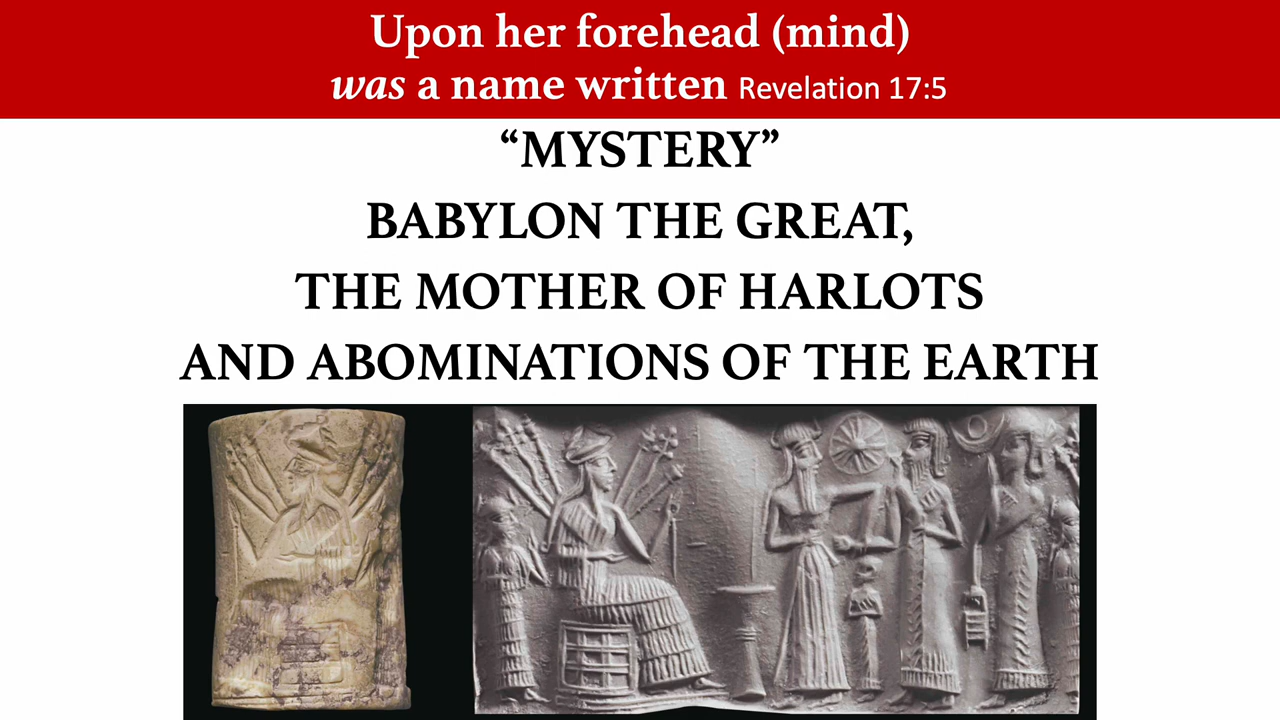 Upon her forehead (mind)
was a name written Revelation 17:5
“MYSTERY”
BABYLON THE GREAT,
THE MOTHER OF HARLOTS
AND ABOMINATIONS OF THE EARTH